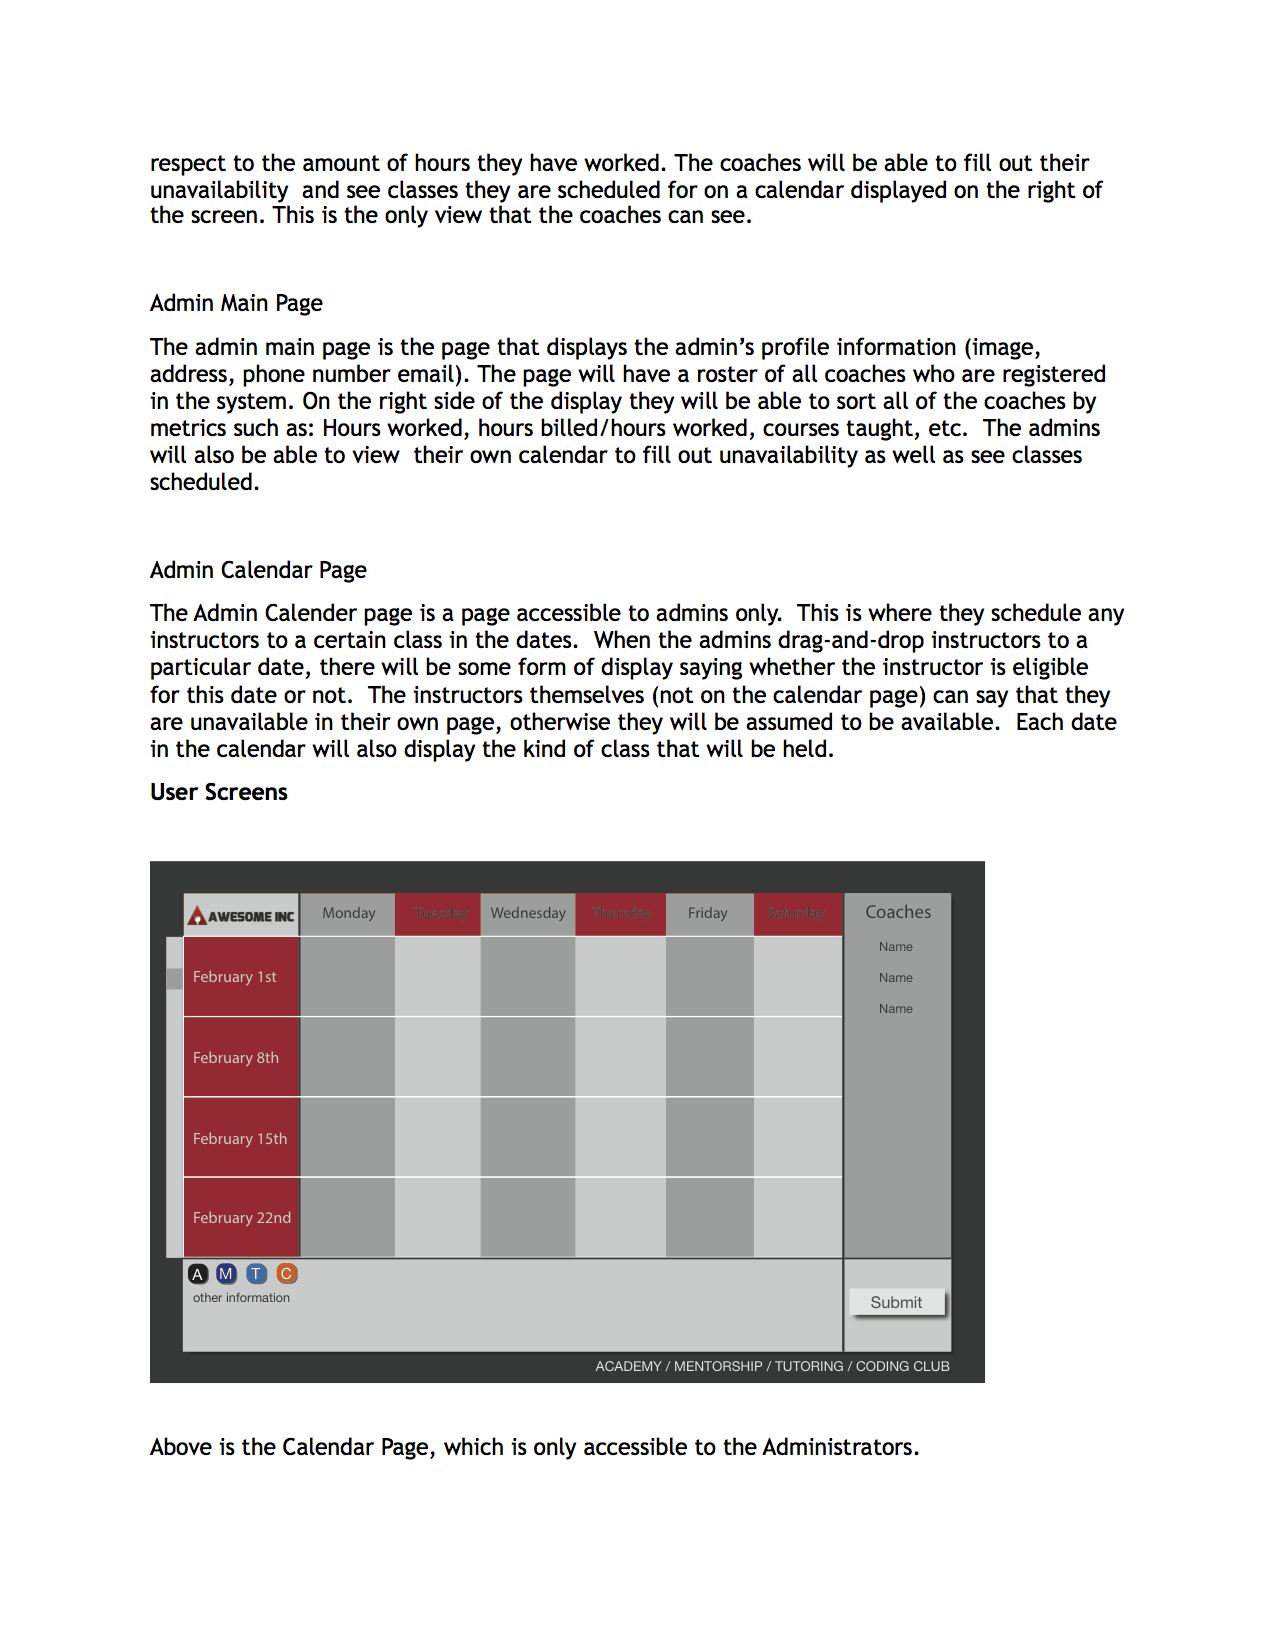 respect to the amount of hours they have worked. The coaches will be able to fill out their
unavailability  and see classes they are scheduled for on a calendar displayed on the right of
the screen. This is the only view that the coaches can see.
Admin Main Page
The admin main page is the page that displays the admin’s profile information (image,
address, phone number email). The page will have a roster of all coaches who are registered
in the system. On the right side of the display they will be able to sort all of the coaches by
metrics such as: Hours worked, hours billed/hours worked, courses taught, etc.  The admins
will also be able to view  their own calendar to fill out unavailability as well as see classes
scheduled.
Admin Calendar Page
The Admin Calender page is a page accessible to admins only.  This is where they schedule any
instructors to a certain class in the dates.  When the admins drag-and-drop instructors to a
particular date, there will be some form of display saying whether the instructor is eligible
for this date or not.  The instructors themselves (not on the calendar page) can say that they
are unavailable in their own page, otherwise they will be assumed to be available.  Each date
in the calendar will also display the kind of class that will be held.
User Screens
AWESOME INC Monday Tuesday Wednesday Thursday Friday Saturday Coaches
Name
February 1st Name
Name
February 8th
February 15th
February 22nd
A M T C
other information
Submit
ACADEMY / MENTORSHIP / TUTORING / CODING CLUB
Above is the Calendar Page, which is only accessible to the Administrators.